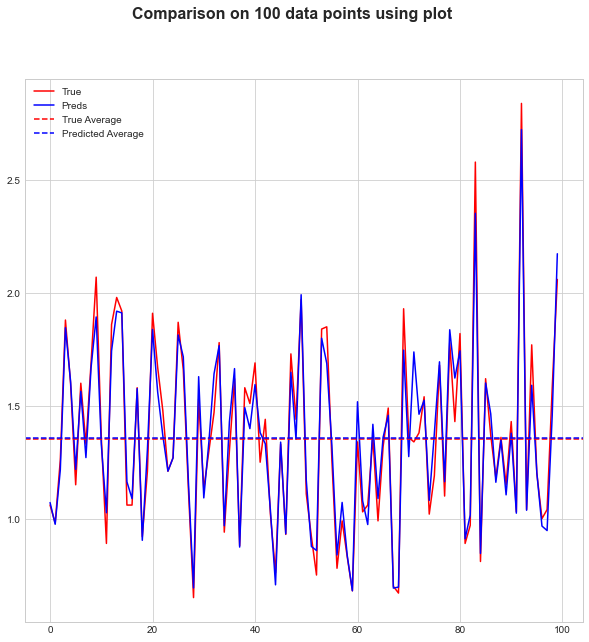 Comparison on 100 data points using plot
True
Preds
True Average
Predicted Average
2.5
2.0
1.5
1.0
0 20 40 60 80 100